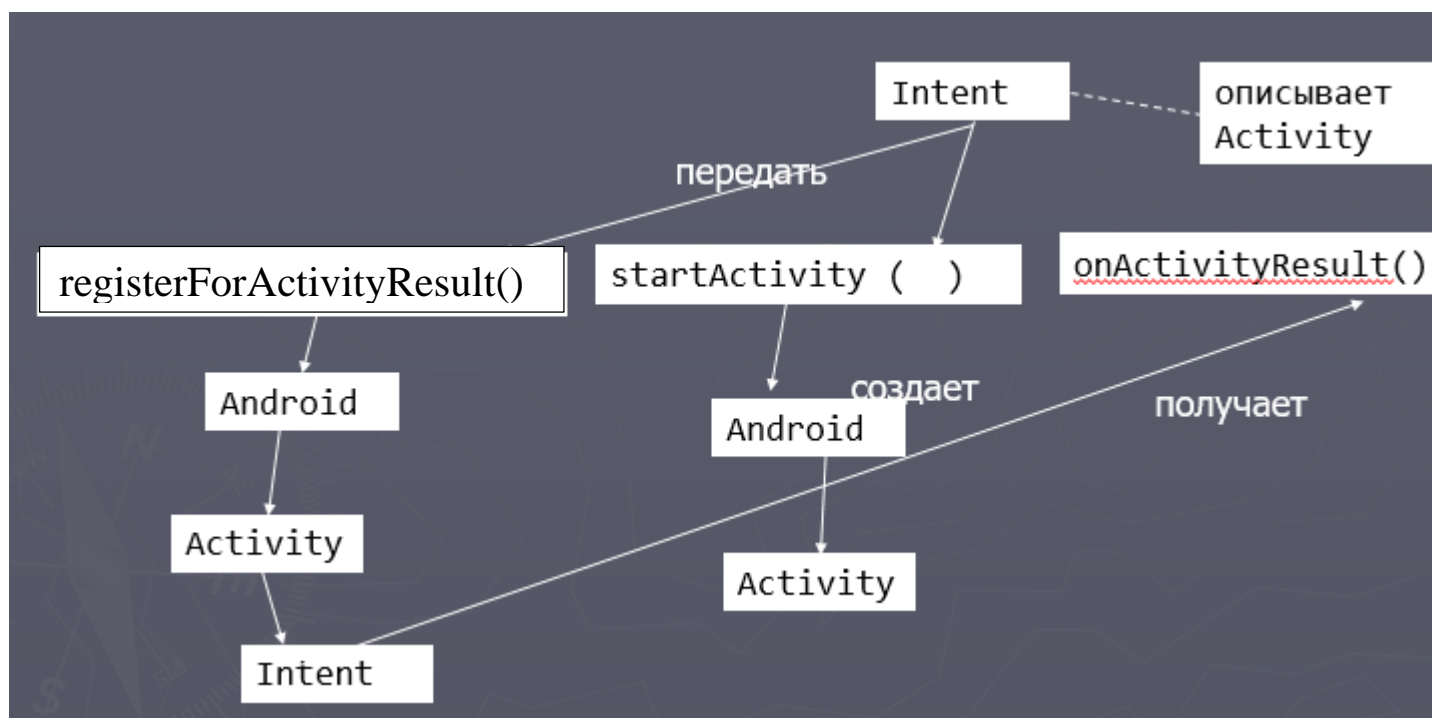 Intent
описывает
Activity
передать
registerForActivityResult()
startActivity (  )
onActivityResult()
Android
создает
получает
Android
Activity
Activity
Intent
N
S